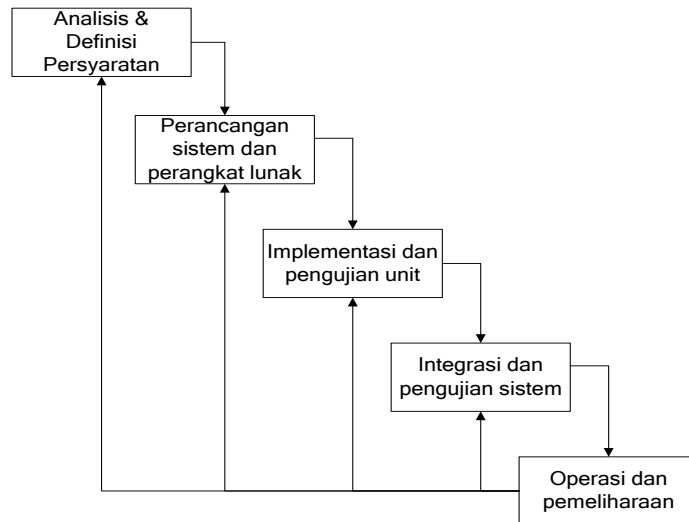 Analisis &
Definisi
Persyaratan
Perancangan
sistem dan
perangkat lunak
Implementasi dan
pengujian unit
Integrasi dan
pengujian sistem
Operasi dan
pemeliharaan